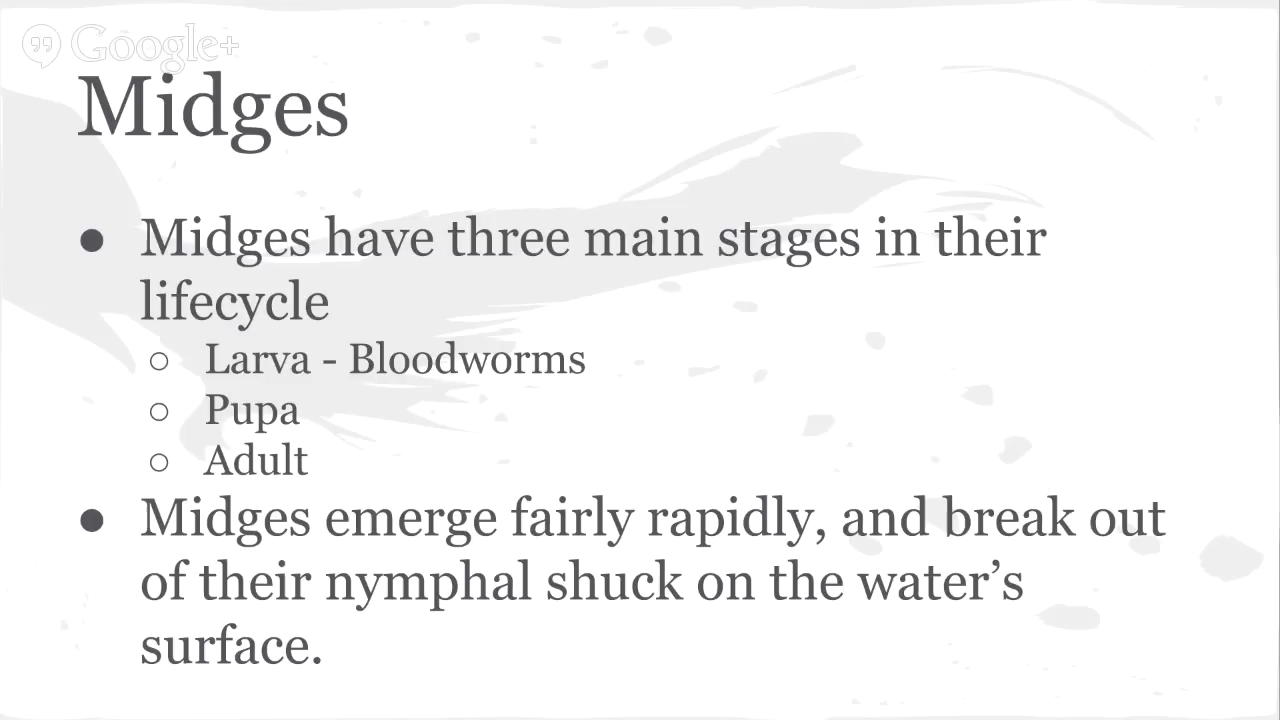 Google+
Midges
● Midges have three main stages in their
lifecycle
○ Larva - Bloodworms
○ Pupa
○ Adult
● Midges emerge fairly rapidly, and break out
of their nymphal shuck on the water’s
surface.